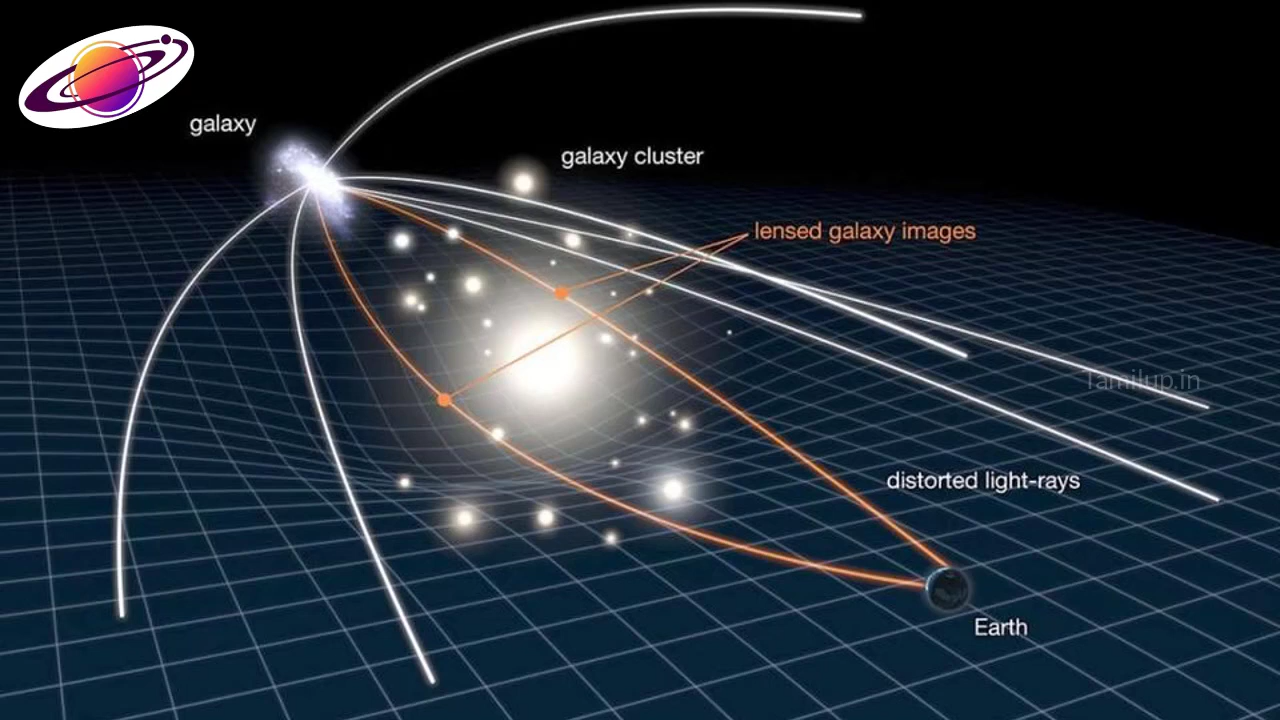 galaxy
galaxy cluster
lensed galaxy images
Tamilup.in
distorted light-rays
Earth